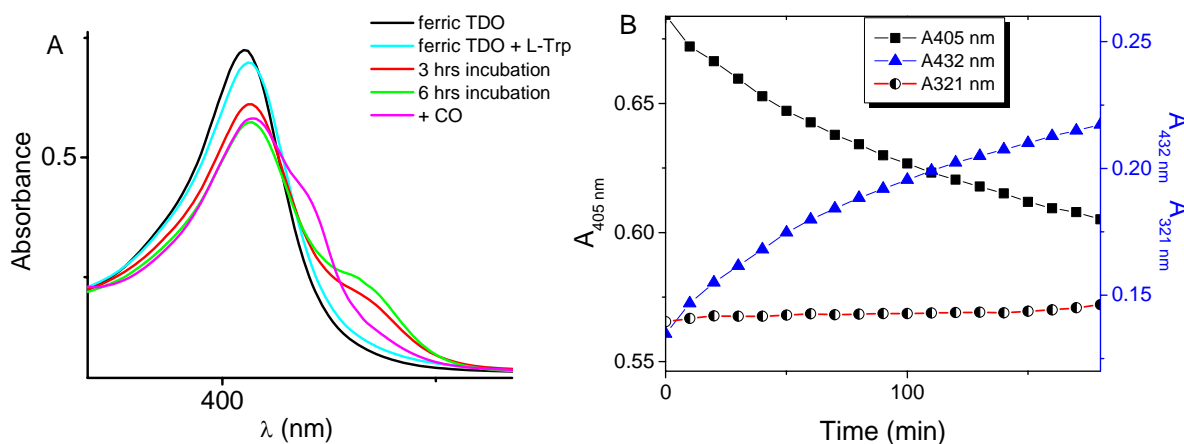 A
ferric TDO
ferric TDO + L-Trp
3 hrs incubation
6 hrs incubation
+ CO
Absorbance
0.5
400
λ (nm)
B
A405 nm
A432 nm
A321 nm
0.65
0.60
0.55
A405 nm
0.25
0.20
0.15
A432 nm A321 nm
0
100
Time (min)